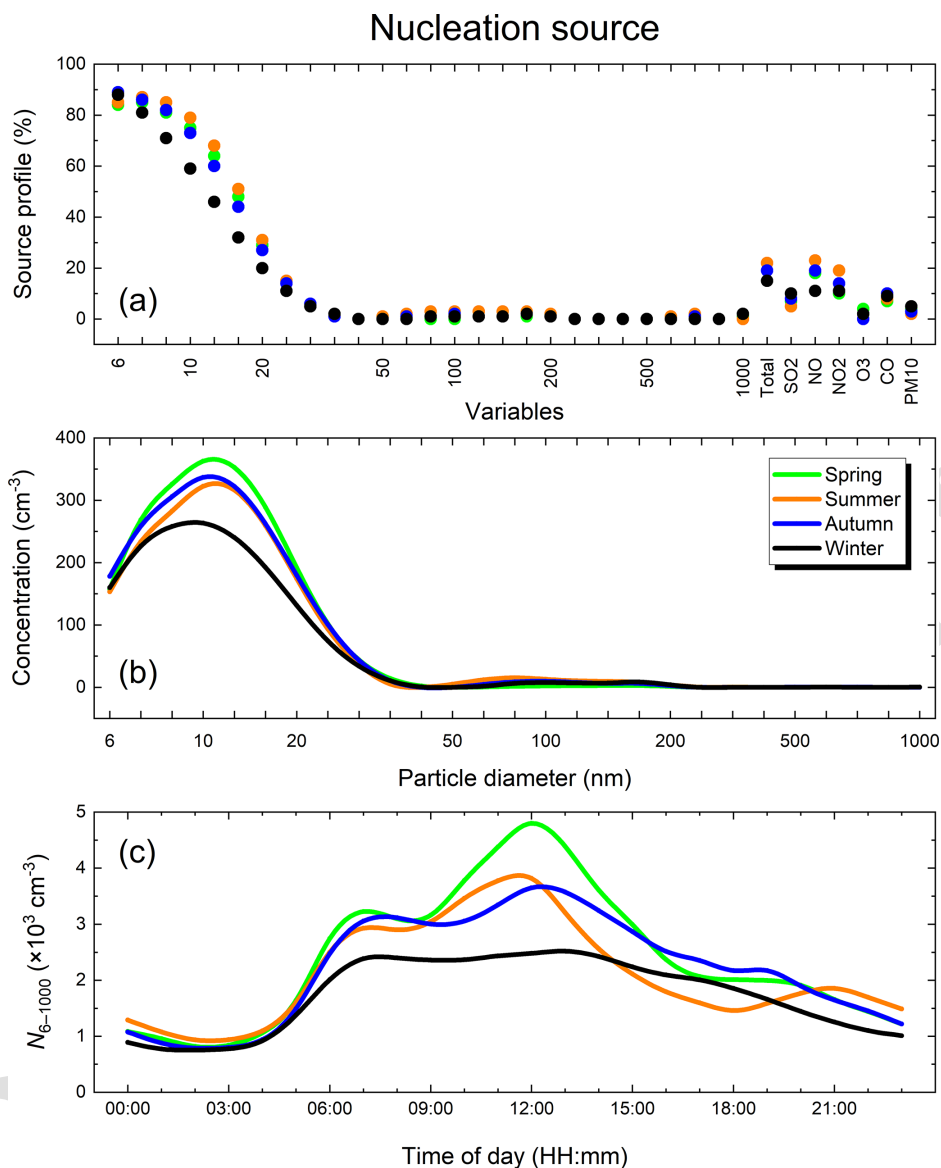 Nucleation source
Source profile (%)
100
80
60
40
20
0
(a)
6
10
20
50
100
200
500
1000
Total
SO2
NO
NO2
O3
CO
PM10
Variables
Concentration (cm⁻³)
400
300
200
100
0
(b)
Spring
Summer
Autumn
Winter
6
10
20
50
100
200
500
1000
Particle diameter (nm)
N₆₋₁₀₀₀ (×10³ cm⁻³)
5
4
3
2
1
0
(c)
00:00
03:00
06:00
09:00
12:00
15:00
18:00
21:00
Time of day (HH:mm)